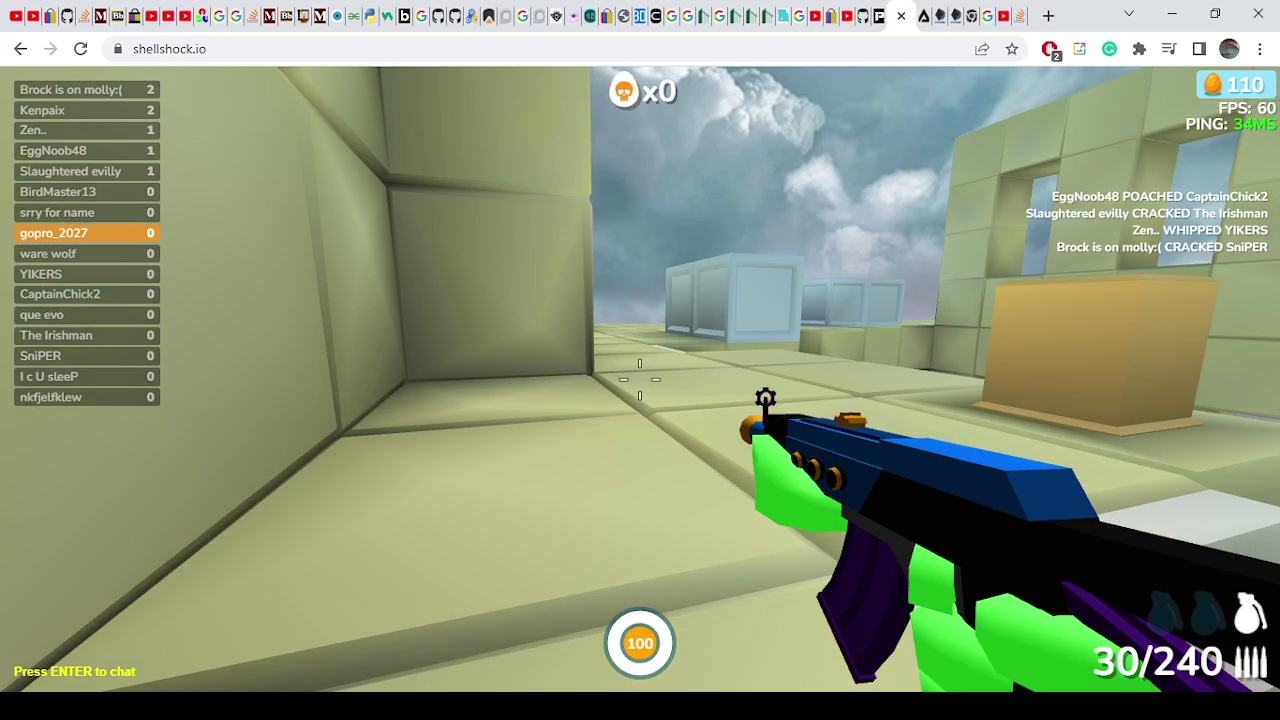 shellshock.io
2
Brock is on molly:( 2
Kenpaix 2
Zen.. 1
EggNoob48 1
Slaughtered evilly 1
BirdMaster13 0
srry for name 0
gopro_2027 0
ware wolf 0
YIKERS 0
CaptainChick2 0
que evo 0
The Irishman 0
SniPER 0
I c U sleeP 0
nkfjelfklew 0
x0
110
FPS: 60
PING: 34MS
EggNoob48 POACHED CaptainChick2
Slaughtered evilly CRACKED The Irishman
Zen.. WHIPPED YIKERS
Brock is on molly:( CRACKED SniPER
100
30/240
Press ENTER to chat